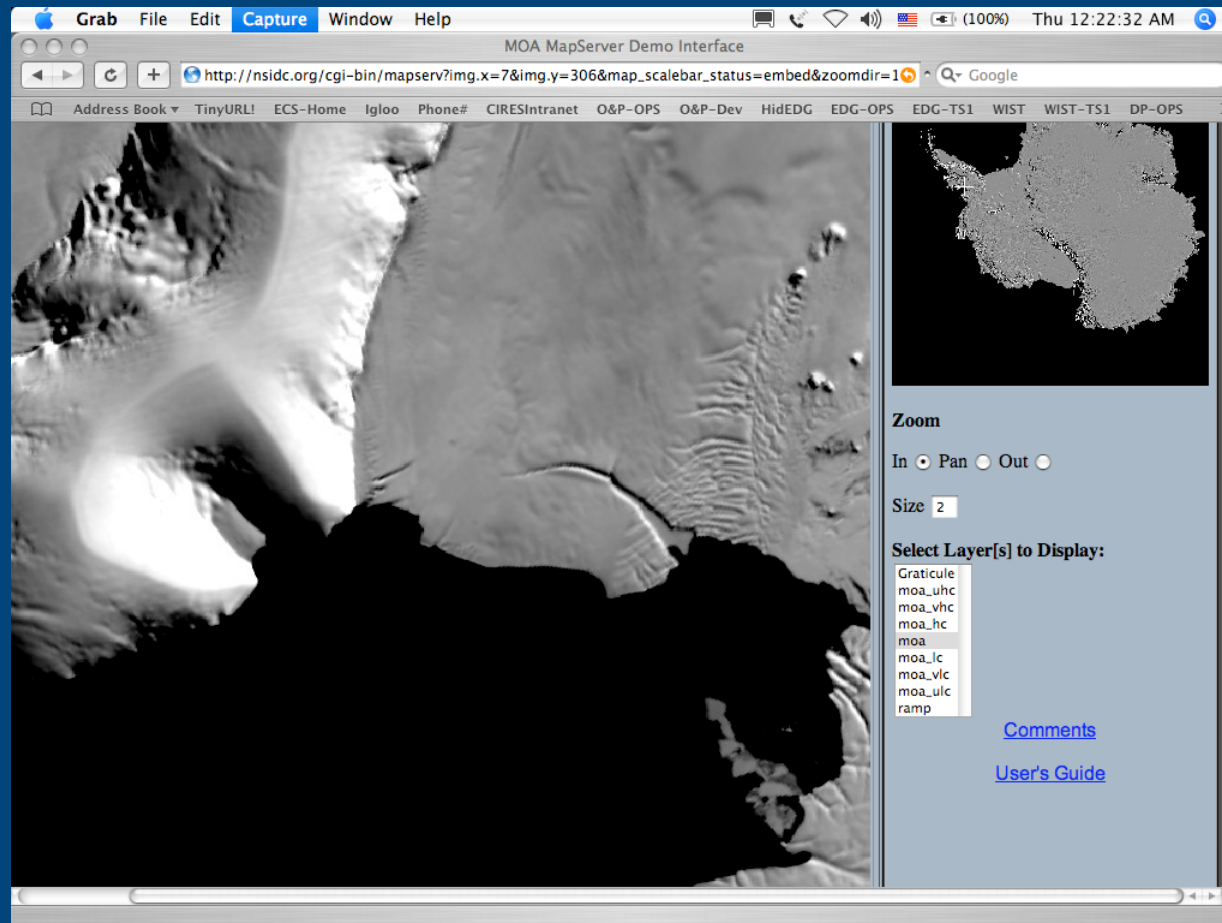 Grab File Edit Capture Window Help (100%) Thu 12:22:32 AM
MOA MapServer Demo Interface
http://nsidc.org/cgi-bin/mapserv?img.x=7&img.y=306&map_scalebar_status=embed&zoomdir=1 Google
Address Book TinyURL! ECS-Home Igloo Phone# CIRESIntranet O&P-OPS O&P-Dev HidEDG EDG-OPS EDG-TS1 WIST WIST-TS1 DP-OPS
Zoom
In Pan Out
Size 2
Select Layer[s] to Display:
Graticule
moa_uhc
moa_vhc
moa_hc
moa
moa_lc
moa_vlc
moa_ulc
ramp
Comments
User's Guide